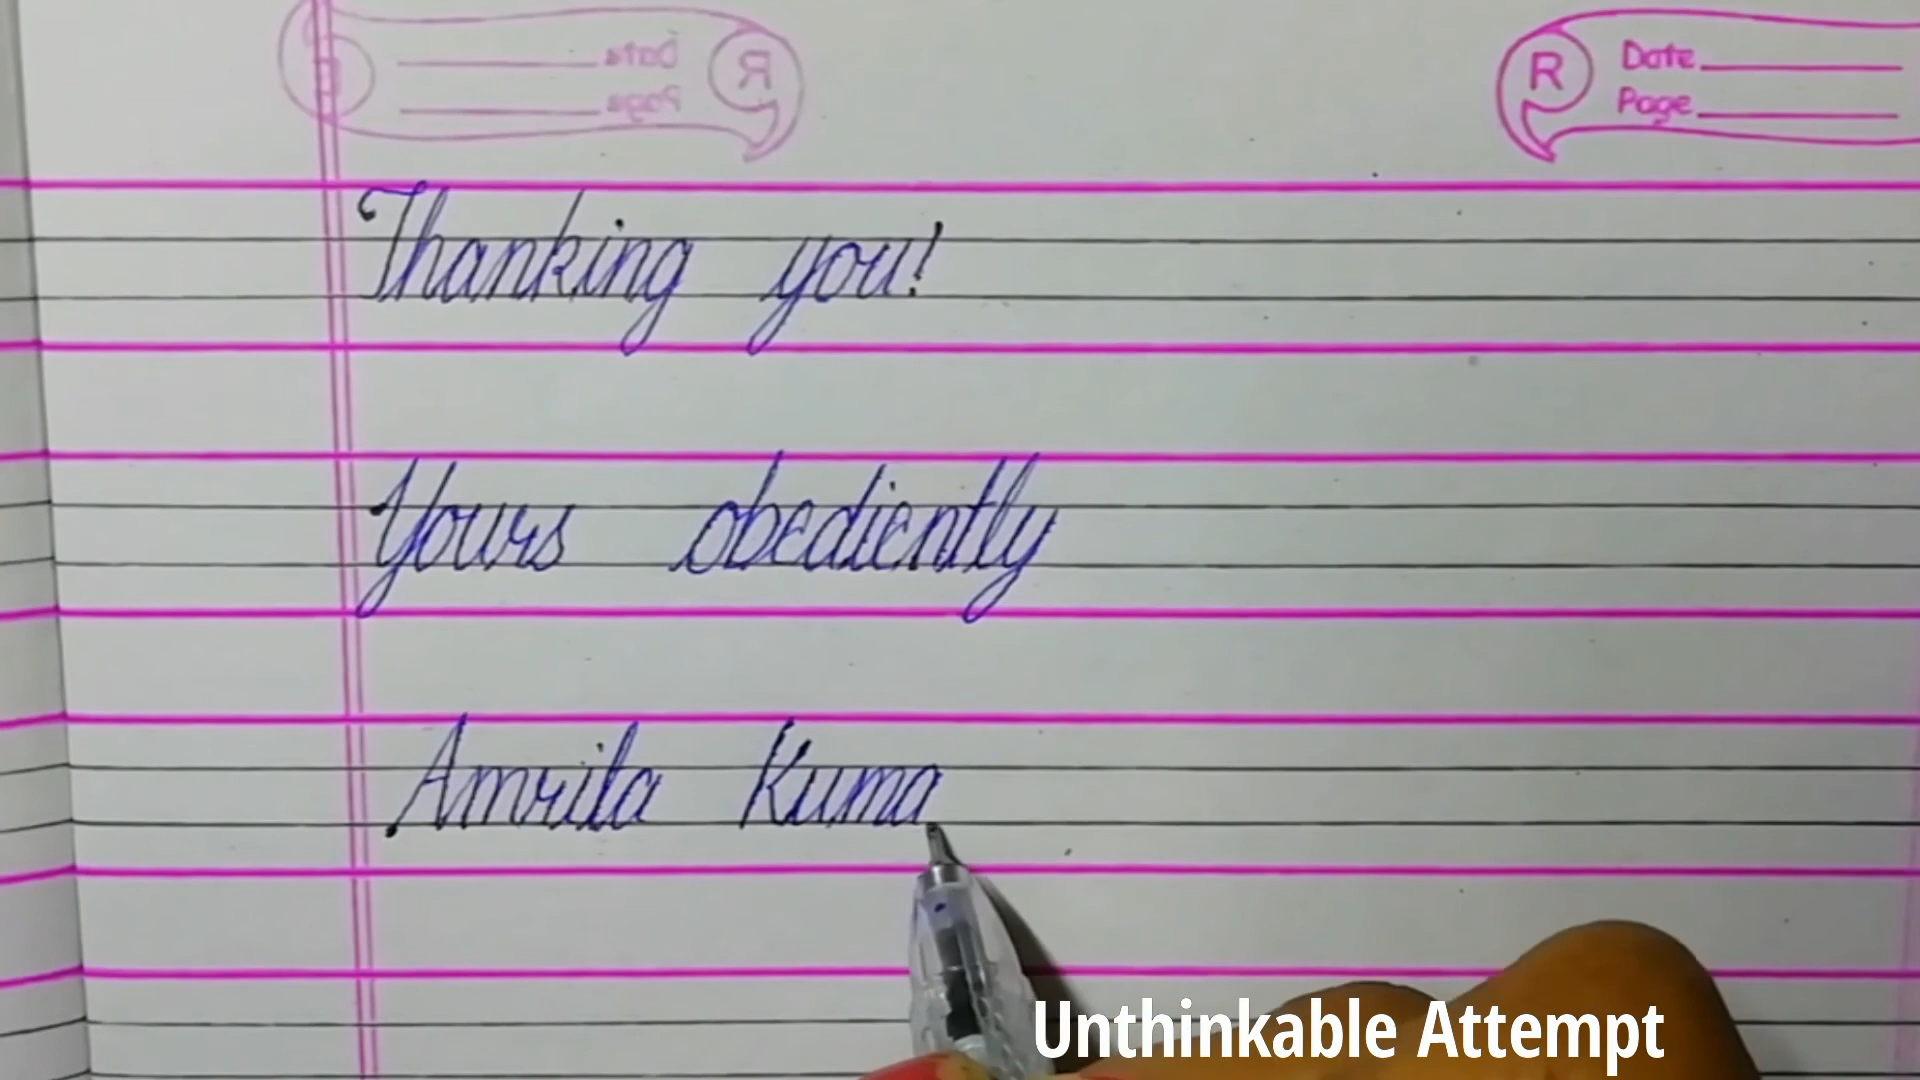 R Date
Page
Thanking you!
Yours obediently
Amrita Kuma
Unthinkable Attempt